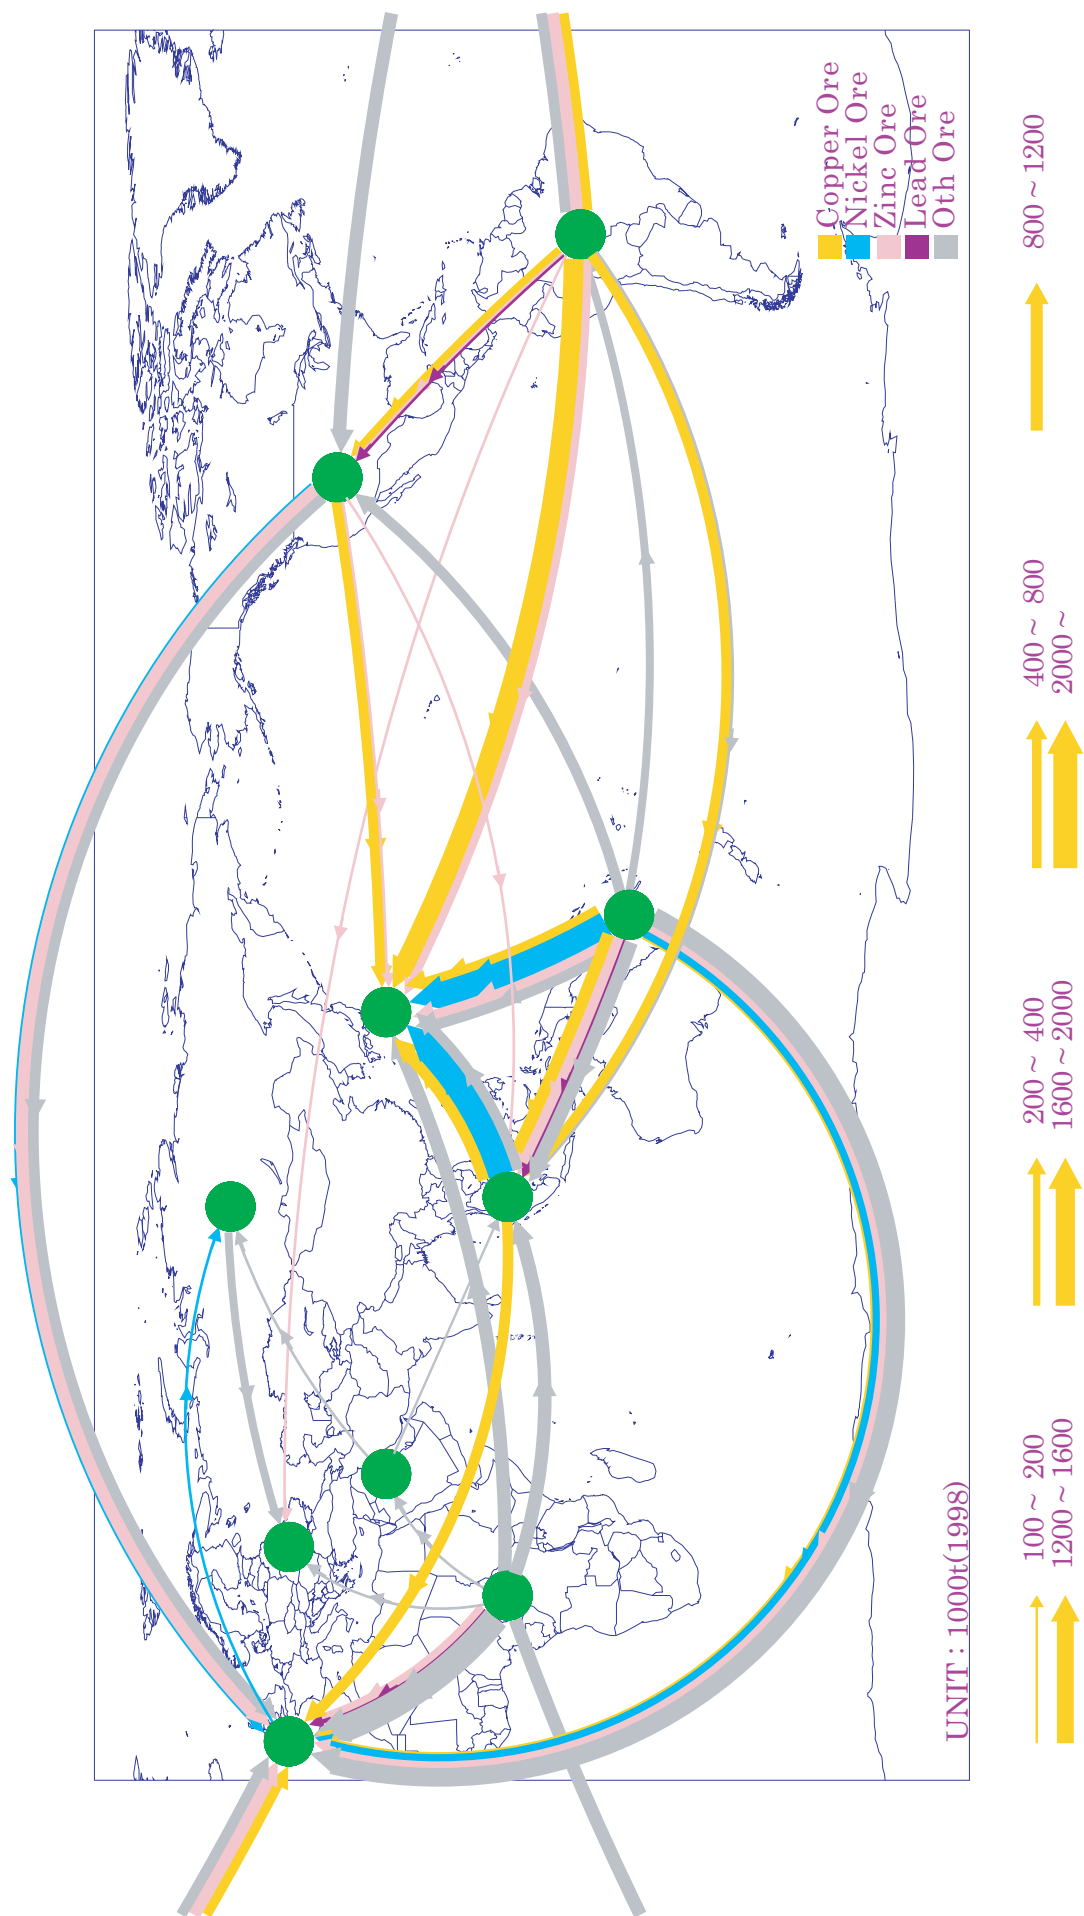 Copper Ore
Nickel Ore
Zinc Ore
Lead Ore
Oth Ore
UNIT : 1000t(1998)
100 ~ 200
200 ~ 400
400 ~ 800
800 ~ 1200
1200 ~ 1600
1600 ~ 2000
2000 ~